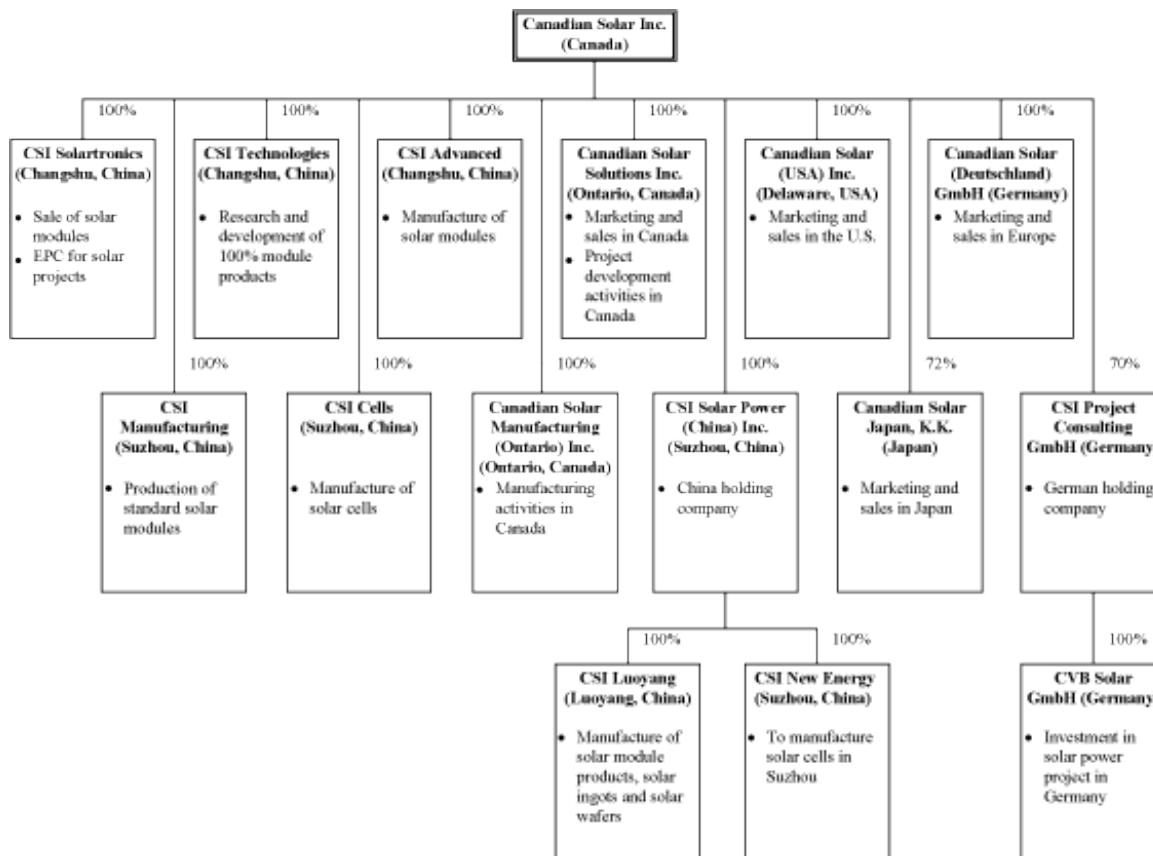 Canadian Solar Inc.
(Canada)
100%
100%
100%
100%
100%
100%
CSI Solartronics
(Changshu, China)
• Sale of solar
modules
• EPC for solar
projects
CSI Technologies
(Changshu, China)
• Research and
development of
100% module
products
CSI Advanced
(Changshu, China)
• Manufacture of
solar modules
Canadian Solar
Solutions Inc.
(Ontario, Canada)
• Marketing and
sales in Canada
• Project
development
activities in
Canada
Canadian Solar
(USA) Inc.
(Delaware, USA)
• Marketing and
sales in the U.S.
Canadian Solar
(Deutschland)
GmbH (Germany)
• Marketing and
sales in Europe
100%
100%
100%
100%
72%
70%
CSI
Manufacturing
(Suzhou, China)
• Production of
standard solar
modules
CSI Cells
(Suzhou, China)
• Manufacture of
solar cells
Canadian Solar
Manufacturing
(Ontario) Inc.
(Ontario, Canada)
• Manufacturing
activities in
Canada
CSI Solar Power
(China) Inc.
(Suzhou, China)
• China holding
company
Canadian Solar
Japan, K.K.
(Japan)
• Marketing and
sales in Japan
CSI Project
Consulting
GmbH (Germany
• German holding
company
100%
100%
100%
CSI Luoyang
(Luoyang, China)
• Manufacture of
solar module
products, solar
ingots and solar
wafers
CSI New Energy
(Suzhou, China)
• To manufacture
solar cells in
Suzhou
CVB Solar
GmbH (Germany
• Investment in
solar power
project in
Germany